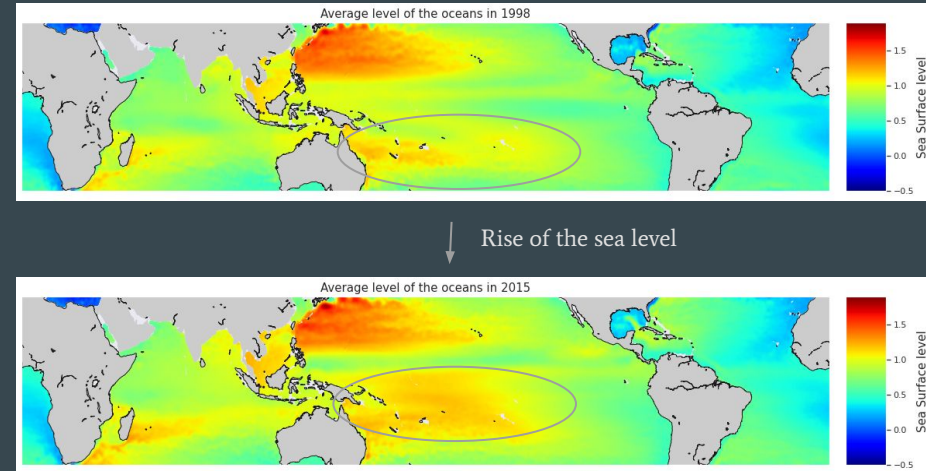 Average level of the oceans in 1998
1.5
1.0
0.5
0.0
−0.5
Sea Surface level
Rise of the sea level
Average level of the oceans in 2015
1.5
1.0
0.5
0.0
−0.5
Sea Surface level